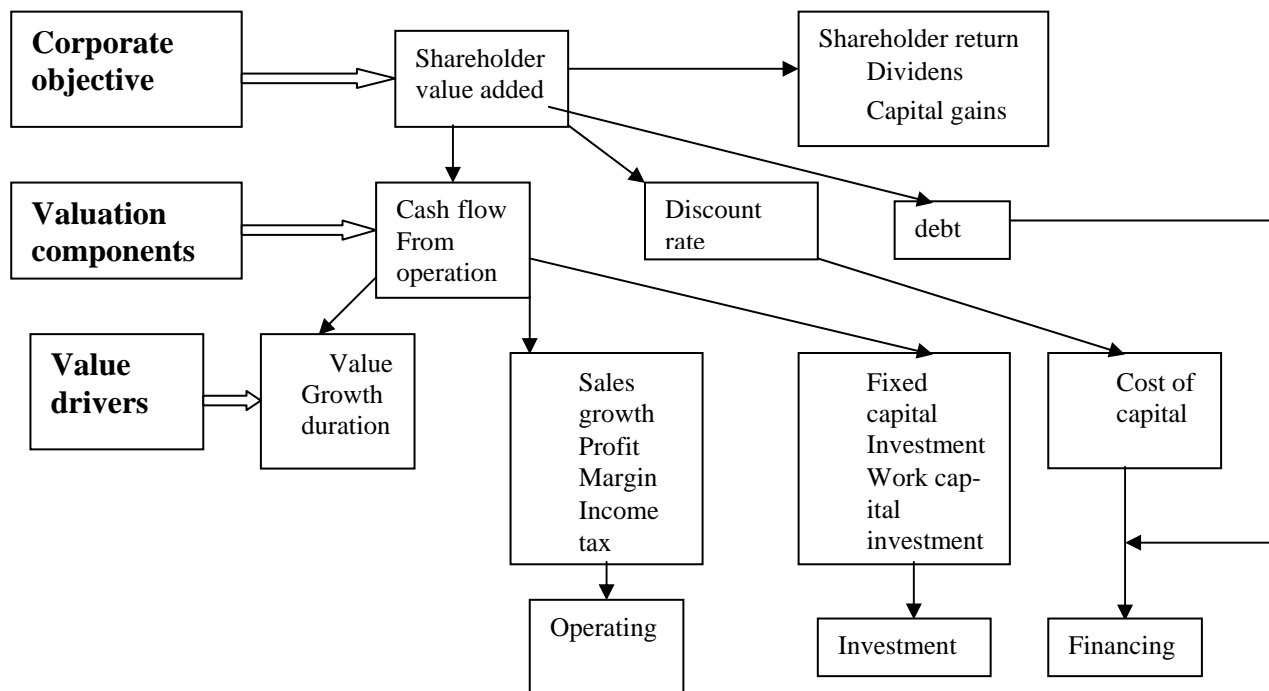 Corporate
objective
Shareholder
value added
Shareholder return
Dividens
Capital gains
Valuation
components
Cash flow
From
operation
Discount
rate
debt
Value
drivers
Value
Growth
duration
Sales
growth
Profit
Margin
Income
tax
Fixed
capital
Investment
Work cap-
ital
investment
Cost of
capital
Operating
Investment
Financing